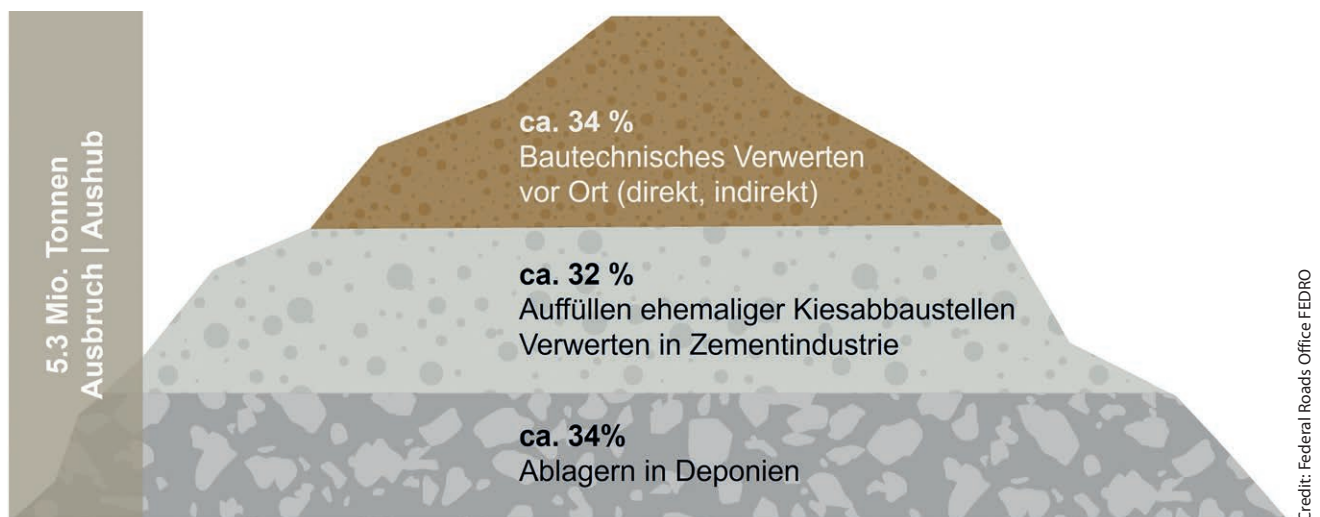 5.3 Mio. Tonnen
Ausbruch | Aushub
ca. 34 %
Bautechnisches Verwerten
vor Ort (direkt, indirekt)
ca. 32 %
Auffüllen ehemaliger Kiesabbaustellen
Verwerten in Zementindustrie
ca. 34%
Ablagern in Deponien
Credit: Federal Roads Office FEDRO